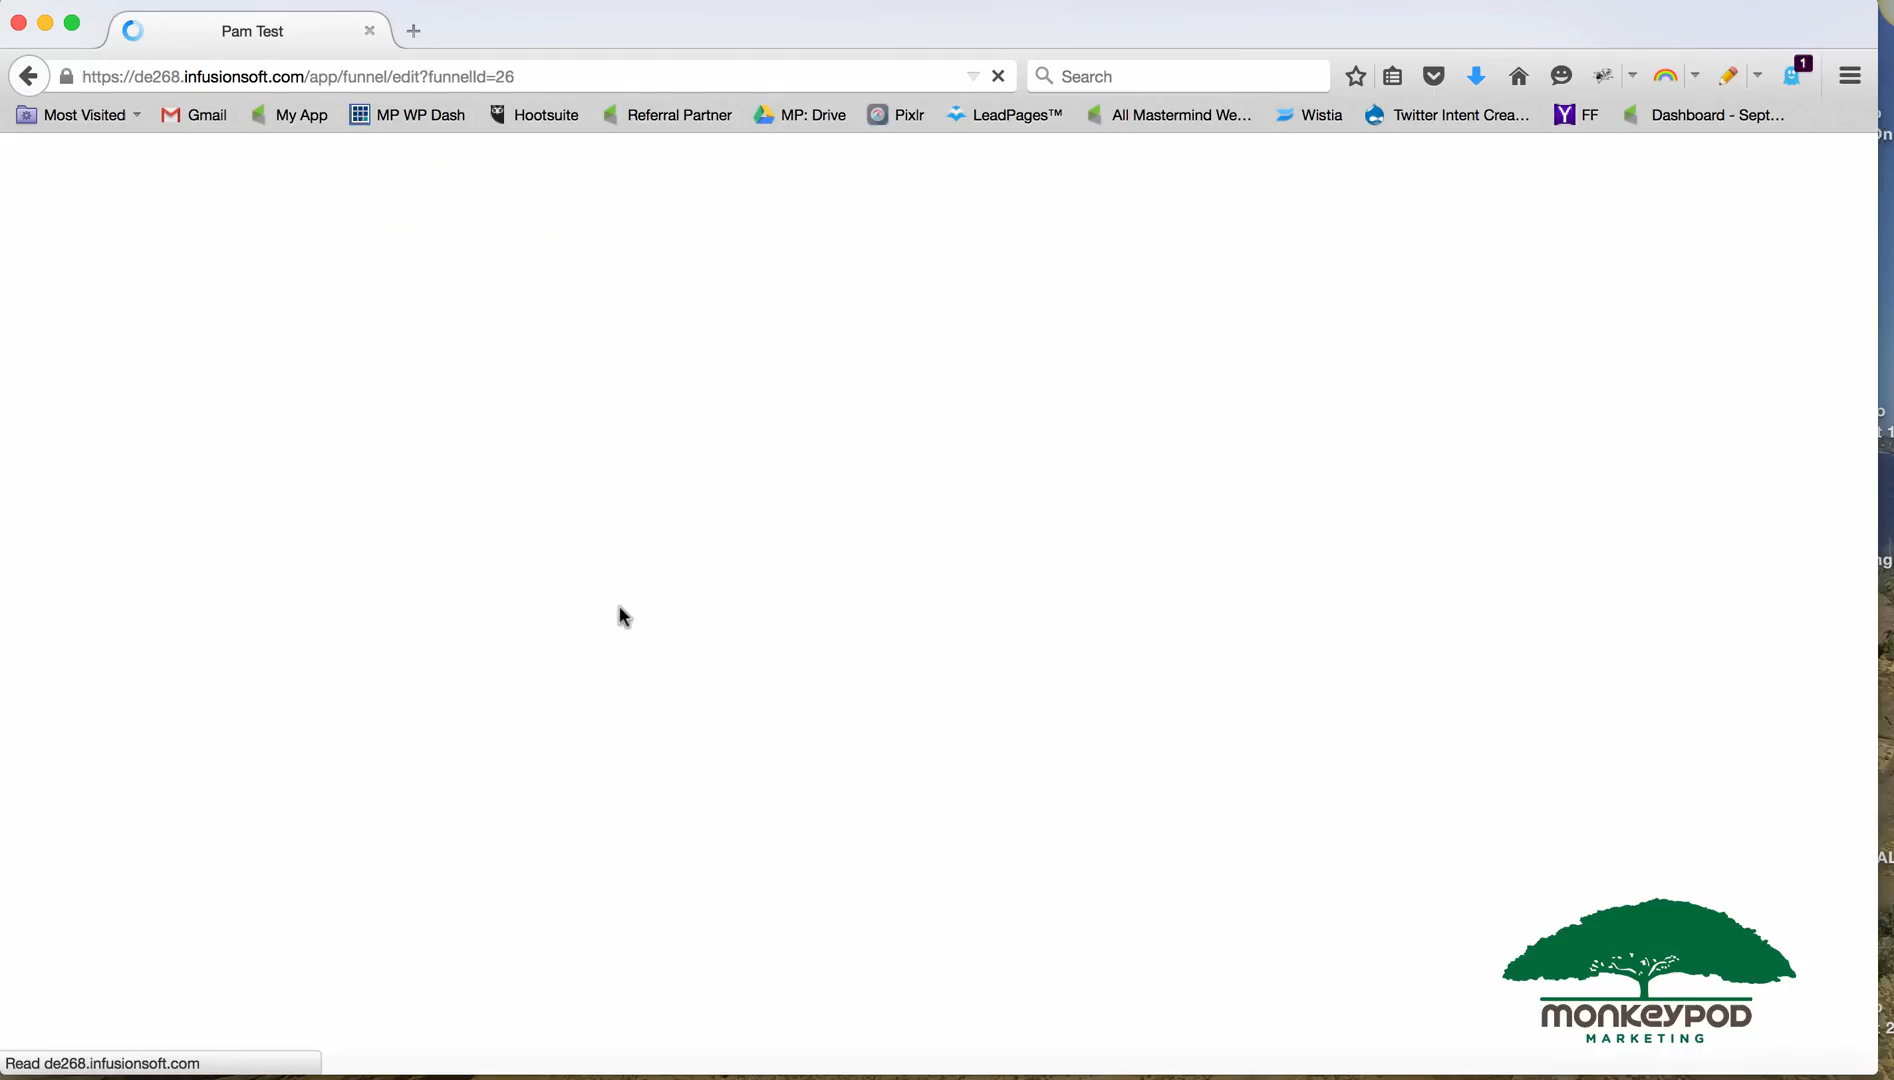 Pam Test
https://de268.infusionsoft.com/app/funnel/edit?funnelId=26
Search
1
Most Visited
Gmail
My App
MP WP Dash
Hootsuite
Referral Partner
MP: Drive
Pixlr
LeadPages™
All Mastermind We...
Wistia
Twitter Intent Crea...
FF
Dashboard - Sept...
MONKEYPOD
MARKETING
Read de268.infusionsoft.com